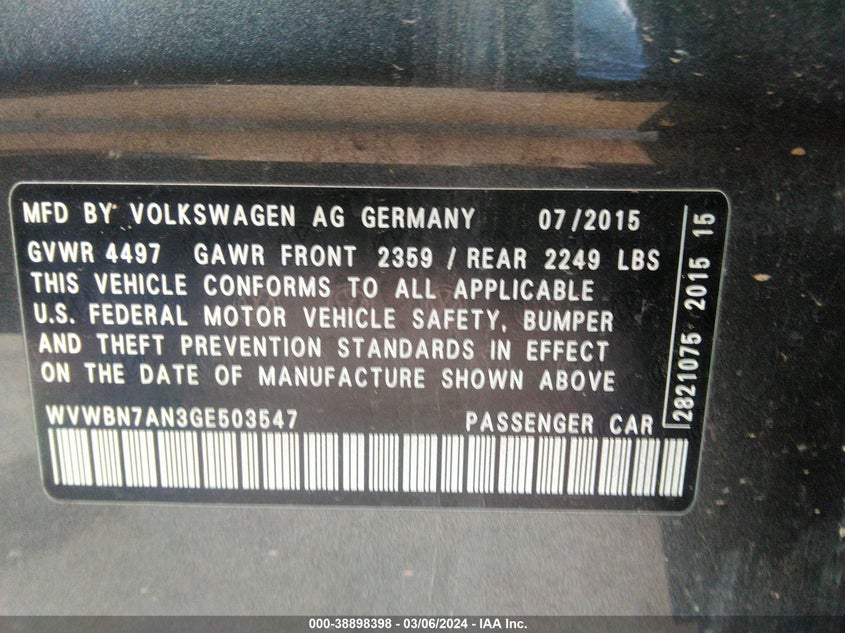 MFD BY VOLKSWAGEN AG GERMANY 07/2015
GVWR 4497 GAWR FRONT 2359 / REAR 2249 LBS
THIS VEHICLE CONFORMS TO ALL APPLICABLE
U.S. FEDERAL MOTOR VEHICLE SAFETY, BUMPER
AND THEFT PREVENTION STANDARDS IN EFFECT
ON THE DATE OF MANUFACTURE SHOWN ABOVE
WVWBN7AN3GE503547 PASSENGER CAR
2821075 2015 15
000-38898398 - 03/06/2024 - IAA Inc.